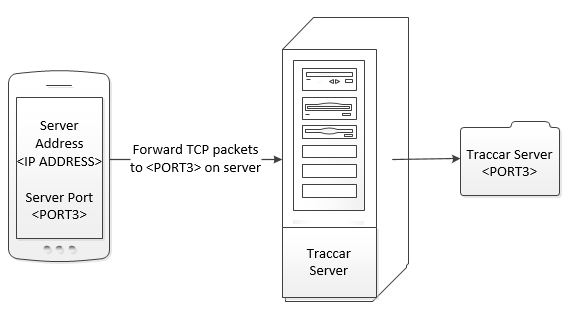 Server
Address
<IP ADDRESS>
Server Port
<PORT3>
Forward TCP packets
to <PORT3> on server
Traccar
Server
Traccar Server
<PORT3>